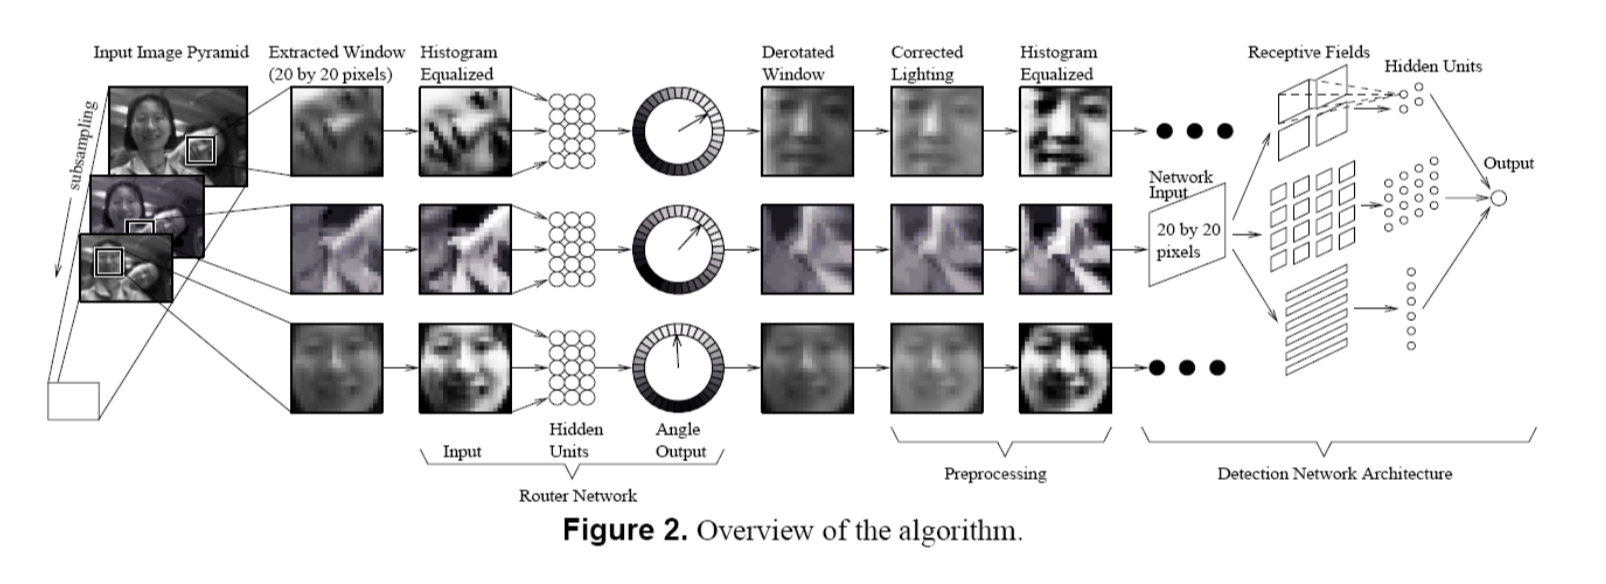 Input Image Pyramid
Extracted Window
(20 by 20 pixels)
Histogram
Equalized
Derotated
Window
Corrected
Lighting
Histogram
Equalized
Receptive Fields
Hidden Units
subsampling
Network
Input
20 by 20
pixels
Output
Hidden
Units
Angle
Output
Input
Router Network
Preprocessing
Detection Network Architecture
Figure 2. Overview of the algorithm.